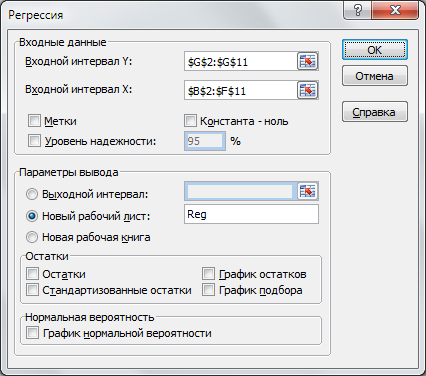 Регрессия
Входные данные
Входной интервал Y: $G$2:$G$11
Входной интервал X: $B$2:$F$11
Метки Константа - ноль
Уровень надежности: 95 %
Параметры вывода
Выходной интервал:
Новый рабочий лист: Reg
Новая рабочая книга
Остатки
Остатки График остатков
Стандартизованные остатки График подбора
Нормальная вероятность
График нормальной вероятности
OK
Отмена
Справка